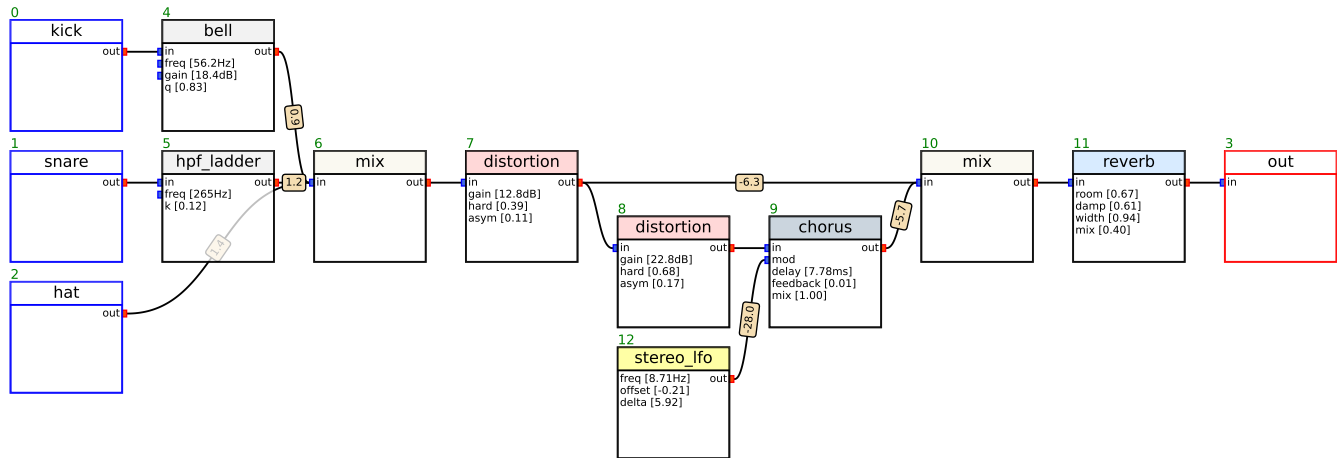 0
kick
out
4
bell
in out
freq [56.2Hz]
gain [18.4dB]
q [0.83]
0.9
1
snare
out
5
hpf_ladder
in out
freq [265Hz]
k [0.12]
1.2
1.4
2
hat
out
6
mix
in out
7
distortion
in out
gain [12.8dB]
hard [0.39]
asym [0.11]
-6.3
8
distortion
in out
gain [22.8dB]
hard [0.68]
asym [0.17]
9
chorus
in out
mod
delay [7.78ms]
feedback [0.01]
mix [1.00]
-5.7
-28.0
12
stereo_lfo
freq [8.71Hz] out
offset [-0.21]
delta [5.92]
10
mix
in out
11
reverb
in out
room [0.67]
damp [0.61]
width [0.94]
mix [0.40]
3
out
in